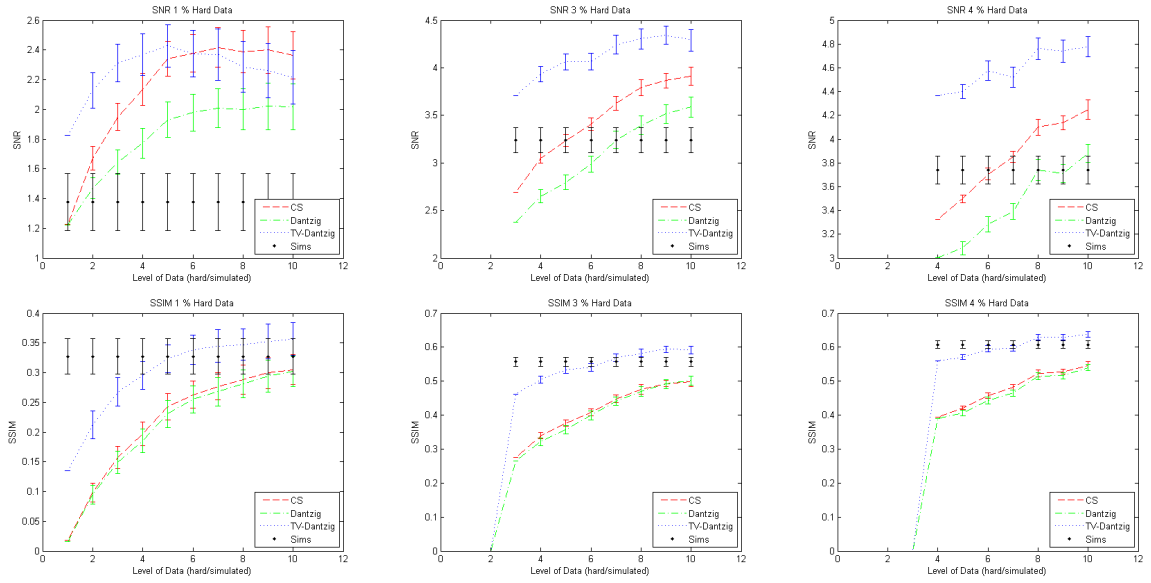 SNR 1 % Hard Data
2.6
2.4
2.2
2
1.8
1.6
1.4
1.2
1
SNR
0 2 4 6 8 10 12
Level of Data (hard/simulated)
CS
Dantzig
TV-Dantzig
Sims
SNR 3 % Hard Data
4.5
4
3.5
3
2.5
2
SNR
0 2 4 6 8 10 12
Level of Data (hard/simulated)
CS
Dantzig
TV-Dantzig
Sims
SNR 4 % Hard Data
5
4.8
4.6
4.4
4.2
4
3.8
3.6
3.4
3.2
3
SNR
0 2 4 6 8 10 12
Level of Data (hard/simulated)
CS
Dantzig
TV-Dantzig
Sims
SSIM 1 % Hard Data
0.4
0.35
0.3
0.25
0.2
0.15
0.1
0.05
0
SSIM
0 2 4 6 8 10 12
Level of Data (hard/simulated)
CS
Dantzig
TV-Dantzig
Sims
SSIM 3 % Hard Data
0.7
0.6
0.5
0.4
0.3
0.2
0.1
0
SSIM
0 2 4 6 8 10 12
Level of Data (hard/simulated)
CS
Dantzig
TV-Dantzig
Sims
SSIM 4 % Hard Data
0.7
0.6
0.5
0.4
0.3
0.2
0.1
0
SSIM
0 2 4 6 8 10 12
Level of Data (hard/simulated)
CS
Dantzig
TV-Dantzig
Sims